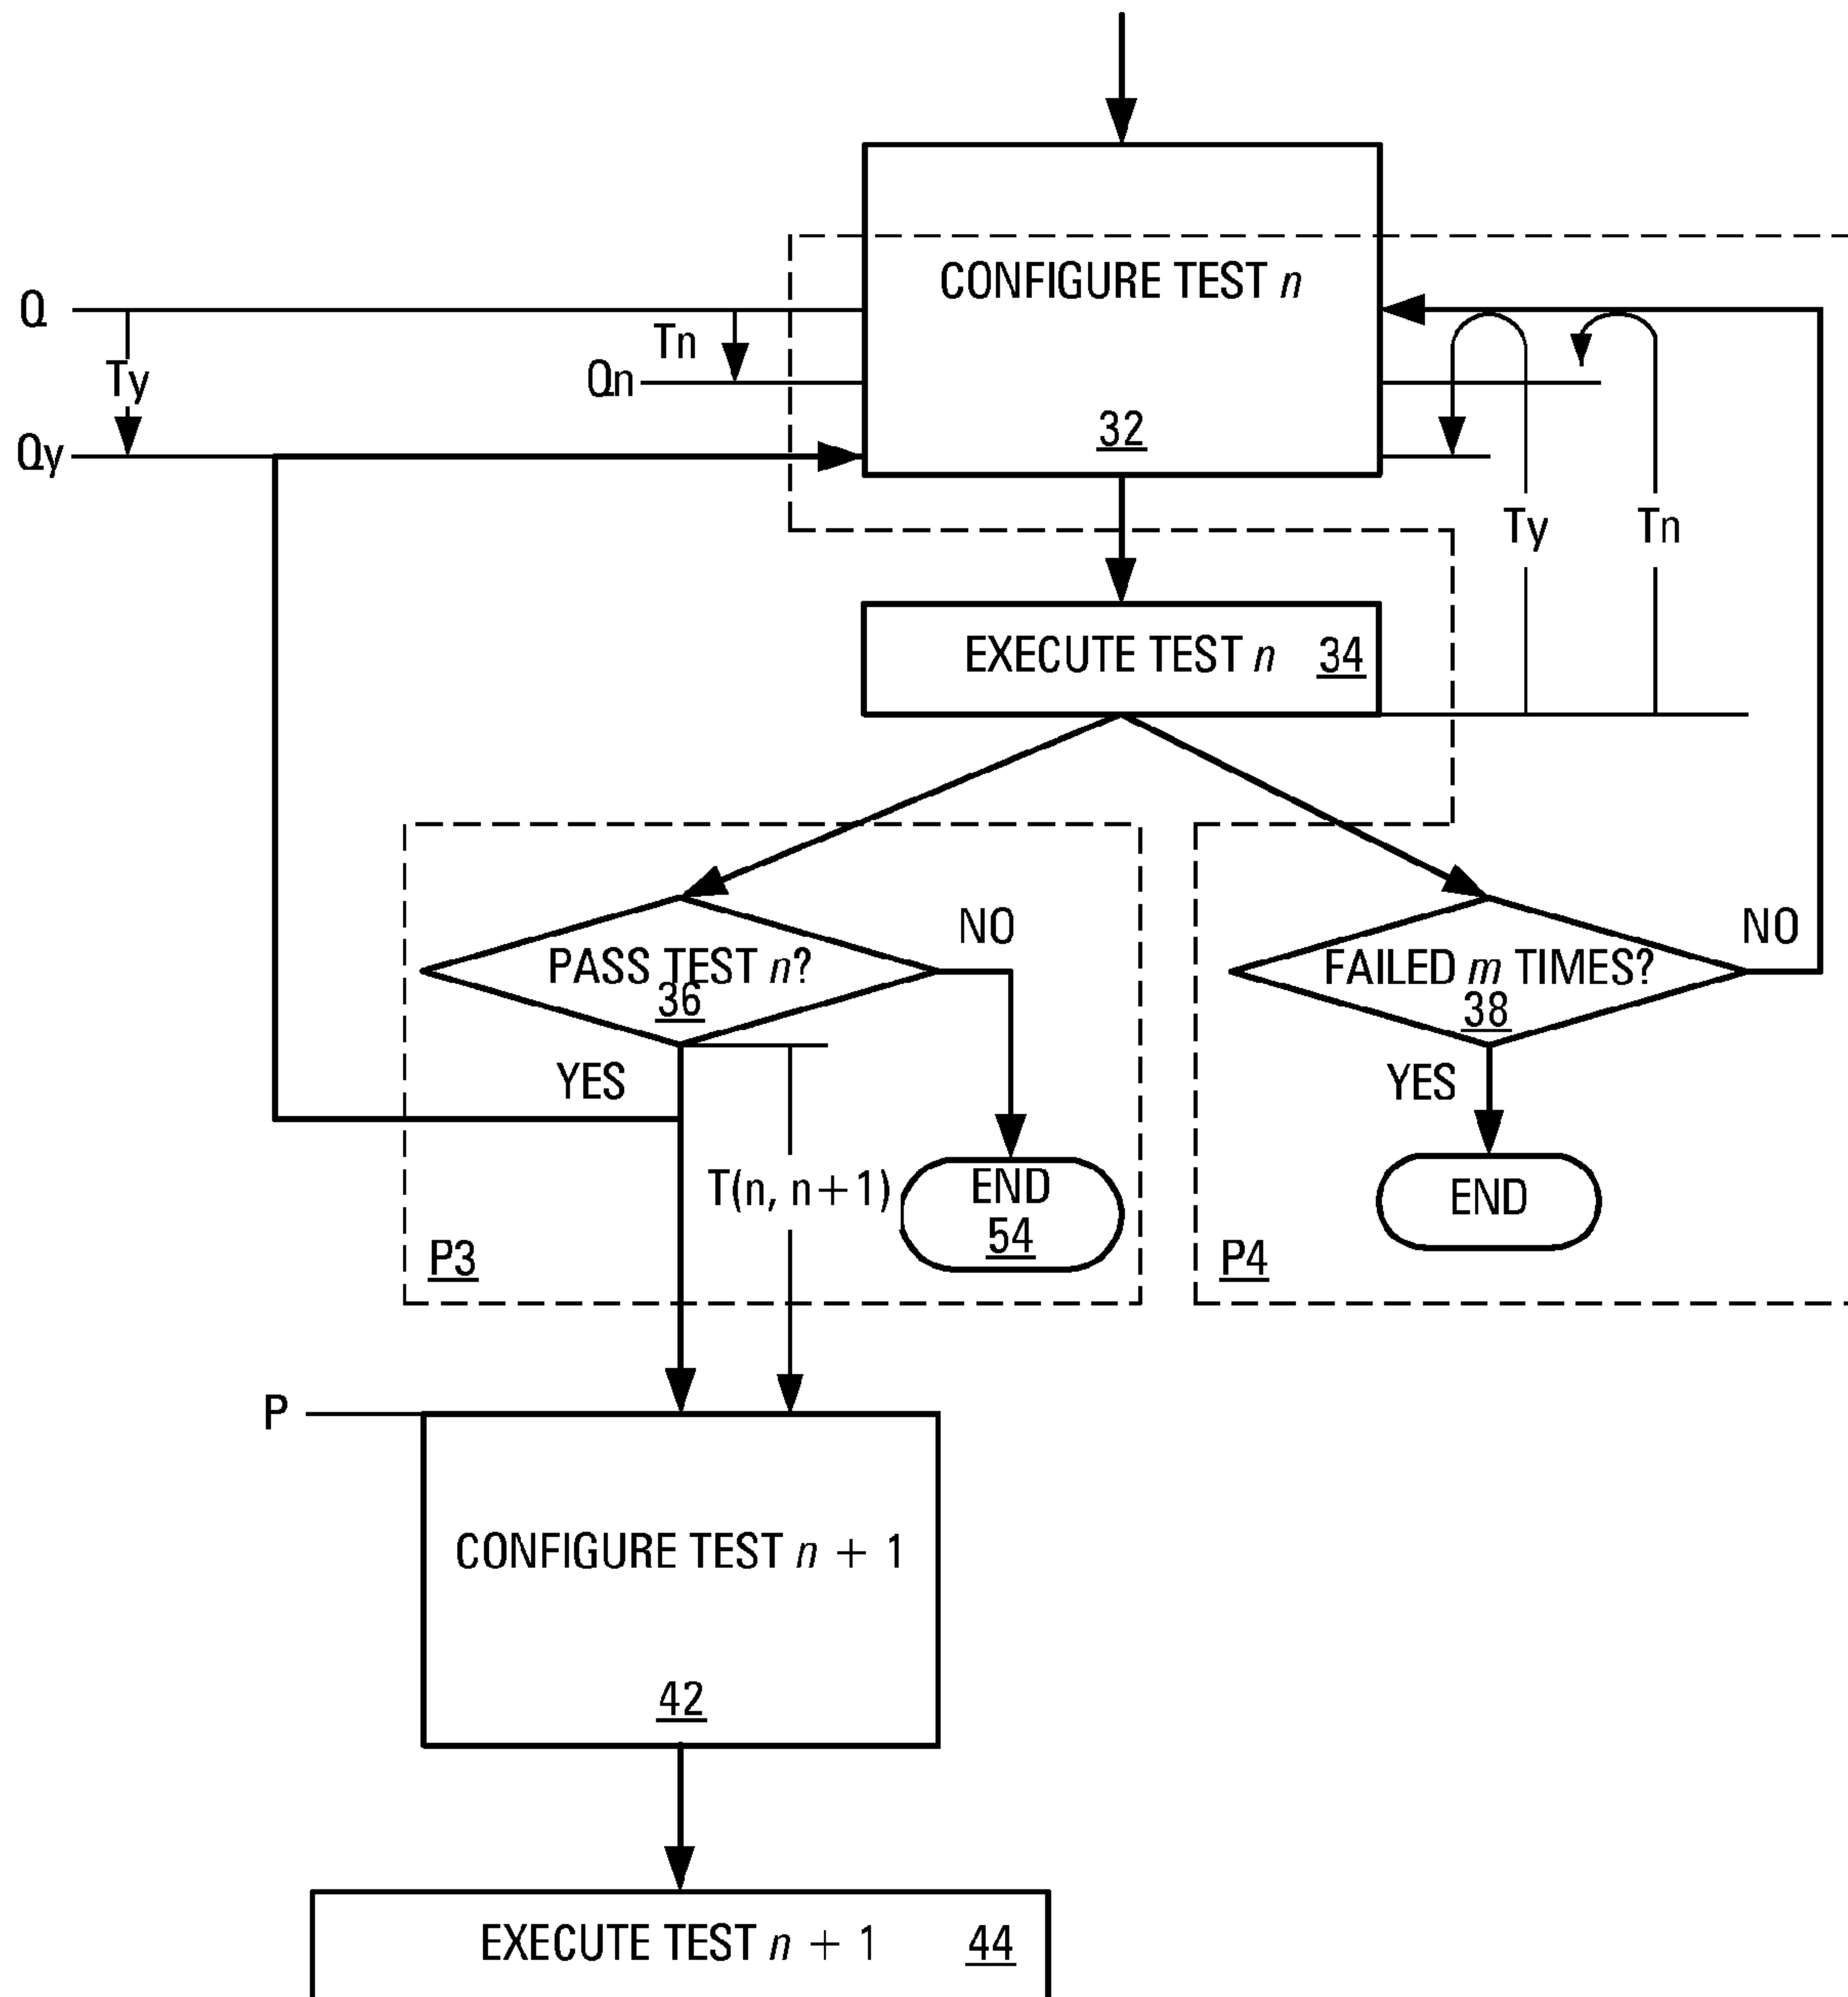 CONFIGURE TEST n
32
Q
Tn
Qn
Ty
Qy
Ty
Tn
EXECUTE TEST n 34
NO
PASS TEST n?
36
YES
NO
FAILED m TIMES?
38
YES
T(n, n+1)
END
54
END
P3
P4
P
CONFIGURE TEST n + 1
42
EXECUTE TEST n + 1 44